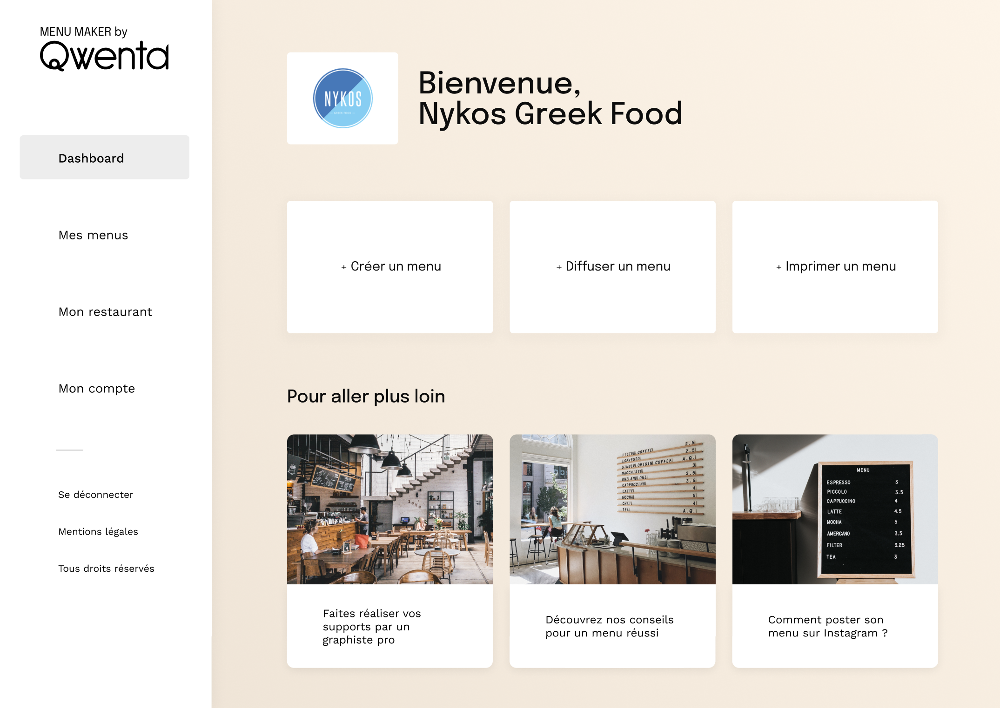 MENU MAKER by
Qwenta
Dashboard
Mes menus
Mon restaurant
Mon compte
Se déconnecter
Mentions légales
Tous droits réservés
NYKOS
— GREEK FOOD —
Bienvenue,
Nykos Greek Food
+ Créer un menu
+ Diffuser un menu
+ Imprimer un menu
Pour aller plus loin
love
TOILET
Faites réaliser vos
supports par un
graphiste pro
FILTER COFFEE 2.5
ESPRESSO 2.5
SINGLE ORIGIN COFFEE A.Q.
MACCHIATO 3
ONE AND ONE 3.5
CAPPUCCINO 3.5
LATTE 4
MOCHA 5
CHAI 4
TEA A.Q.
Découvrez nos conseils
pour un menu réussi
MENU
ESPRESSO 3
PICCOLO 3.5
CAPPUCCINO 4
LATTE 4.5
MOCHA 5
AMERICANO 3.5
FILTER 3.25
TEA 3
Comment poster son
menu sur Instagram ?